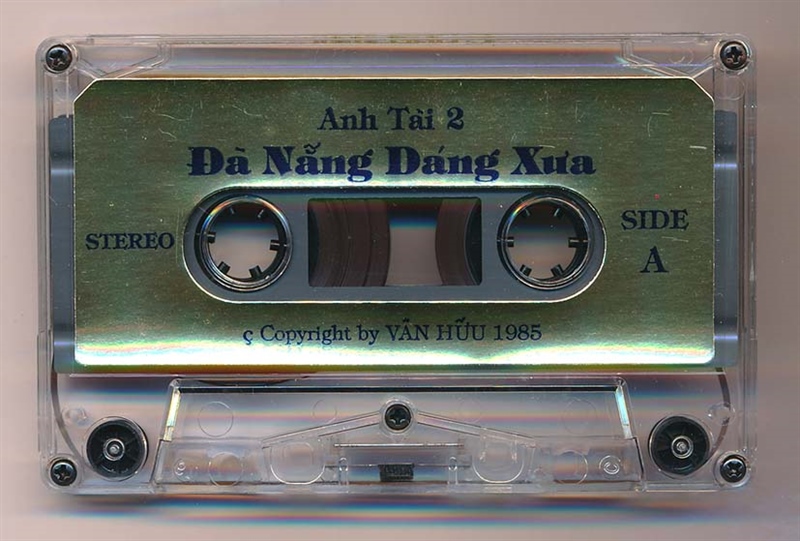 Anh Tài 2
Đà Nẵng Dáng Xưa
STEREO
SIDE
A
ç Copyright by VĂN HỮU 1985